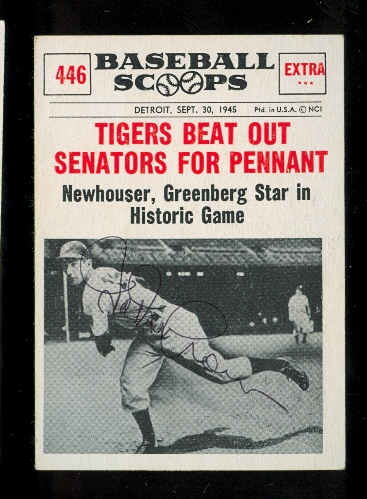 446
BASEBALL
SCOOPS
EXTRA
DETROIT, SEPT. 30, 1945 Ptd. in U.S.A. © NCI
TIGERS BEAT OUT
SENATORS FOR PENNANT
Newhouser, Greenberg Star in
Historic Game